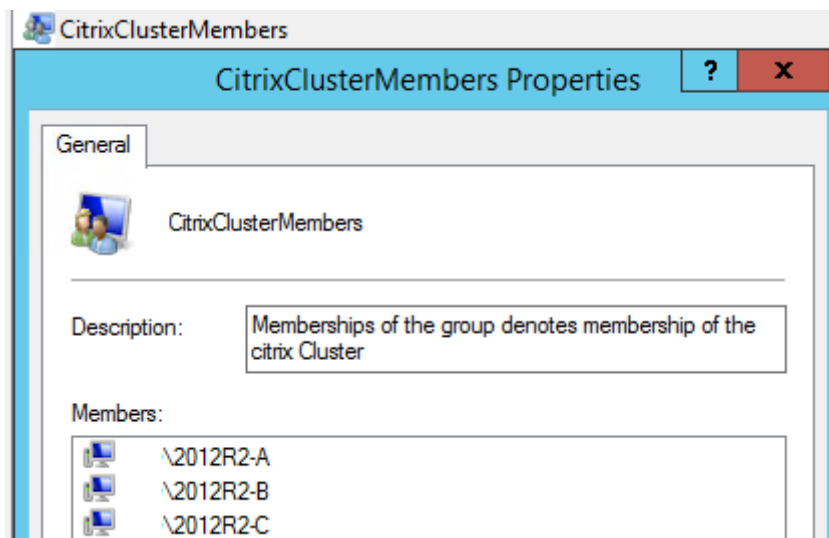 CitrixClusterMembers
CitrixClusterMembers Properties
?
x
General
CitrixClusterMembers
Description:
Memberships of the group denotes membership of the
citrix Cluster
Members:
\2012R2-A
\2012R2-B
\2012R2-C